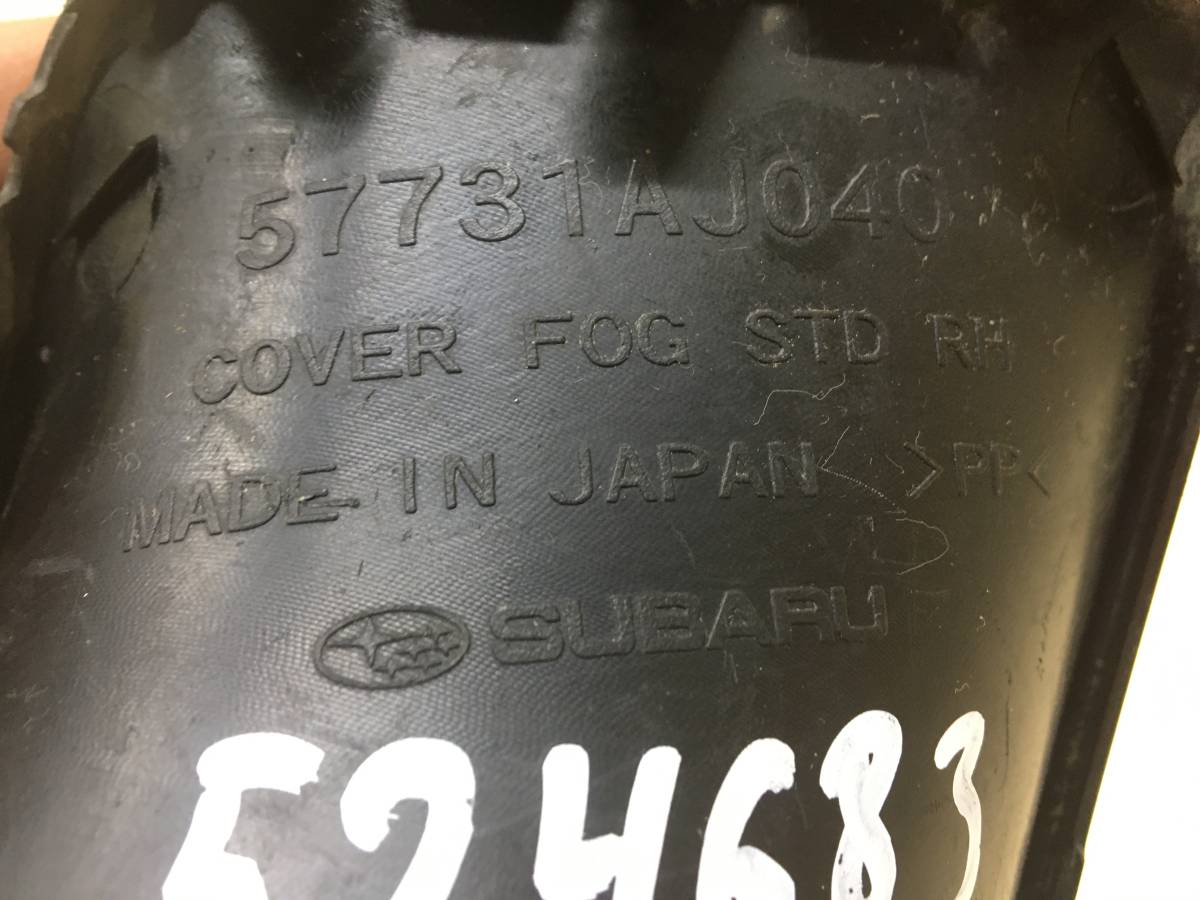 57731AJ040
COVER FOG STD RH
MADE IN JAPAN >PP<
SUBARU
524683